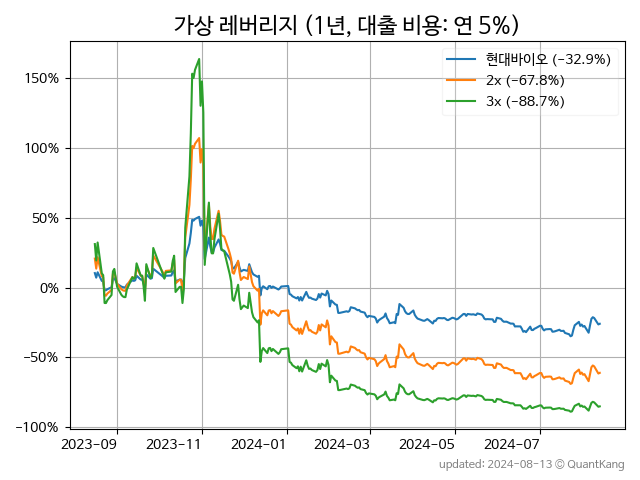 가상 레버리지 (1년, 대출 비용: 연 5%)
현대바이오 (-32.9%)
2x (-67.8%)
3x (-88.7%)
150%
100%
50%
0%
-50%
-100%
2023-09 2023-11 2024-01 2024-03 2024-05 2024-07
updated: 2024-08-13 © QuantKang